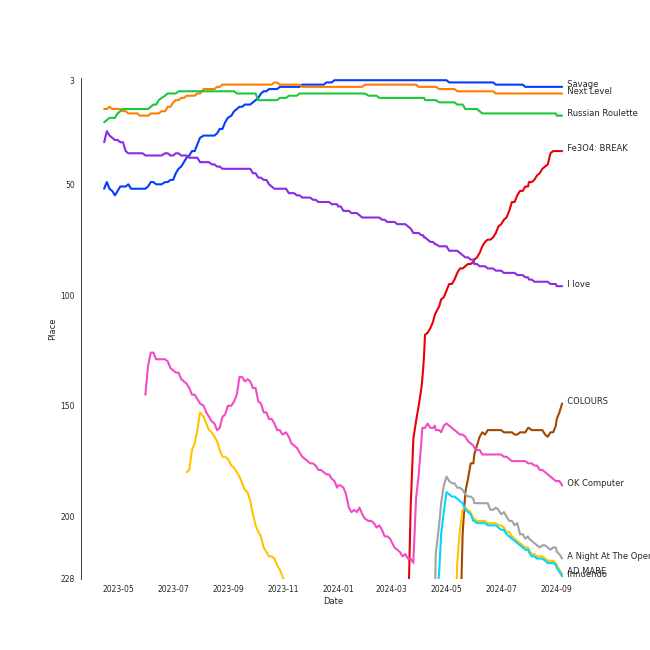 3
50
100
150
200
228
Place
2023-05
2023-07
2023-09
2023-11
2024-01
2024-03
2024-05
2024-07
2024-09
Date
Savage
Next Level
Russian Roulette
Fe3O4: BREAK
I love
COLOURS
OK Computer
A Night At The Oper
AD MARE
Innuendo